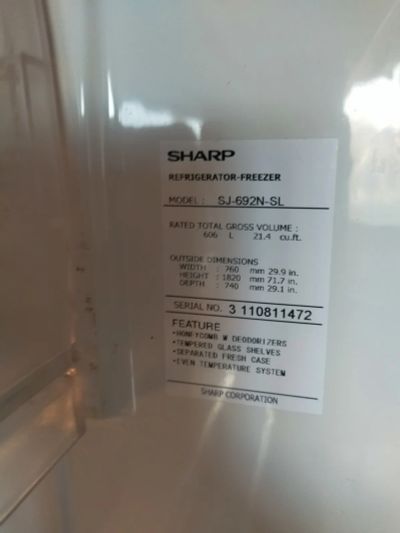 SHARP
REFRIGERATOR-FREEZER
MODEL : SJ-692N-SL
RATED TOTAL GROSS VOLUME :
606 L 21.4 cu.ft.
OUTSIDE DIMENSIONS
WIDTH : 760 mm 29.9 in.
HEIGHT : 1820 mm 71.7 in.
DEPTH : 740 mm 29.1 in.
SERIAL NO. 3 110811472
FEATURE
•HONEYCOMB W DEODORIZERS
•TEMPERED GLASS SHELVES
•SEPARATED FRESH CASE
•EVEN TEMPERATURE SYSTEM
SHARP CORPORATION